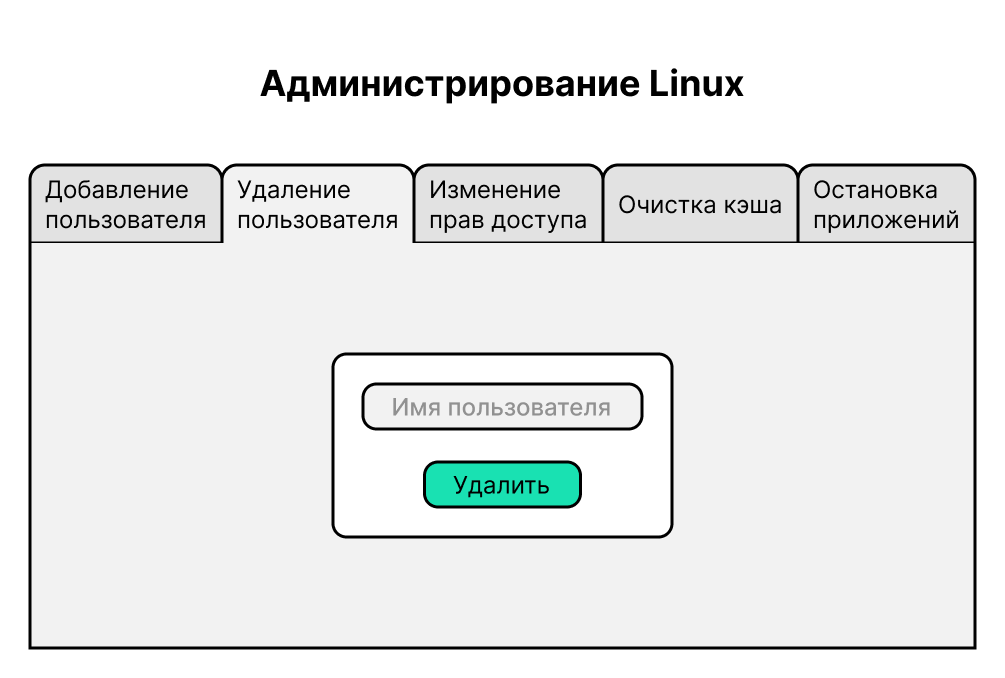 Администрирование Linux
Добавление
пользователя
Удаление
пользователя
Изменение
прав доступа
Очистка кэша
Остановка
приложений
Имя пользователя
Удалить